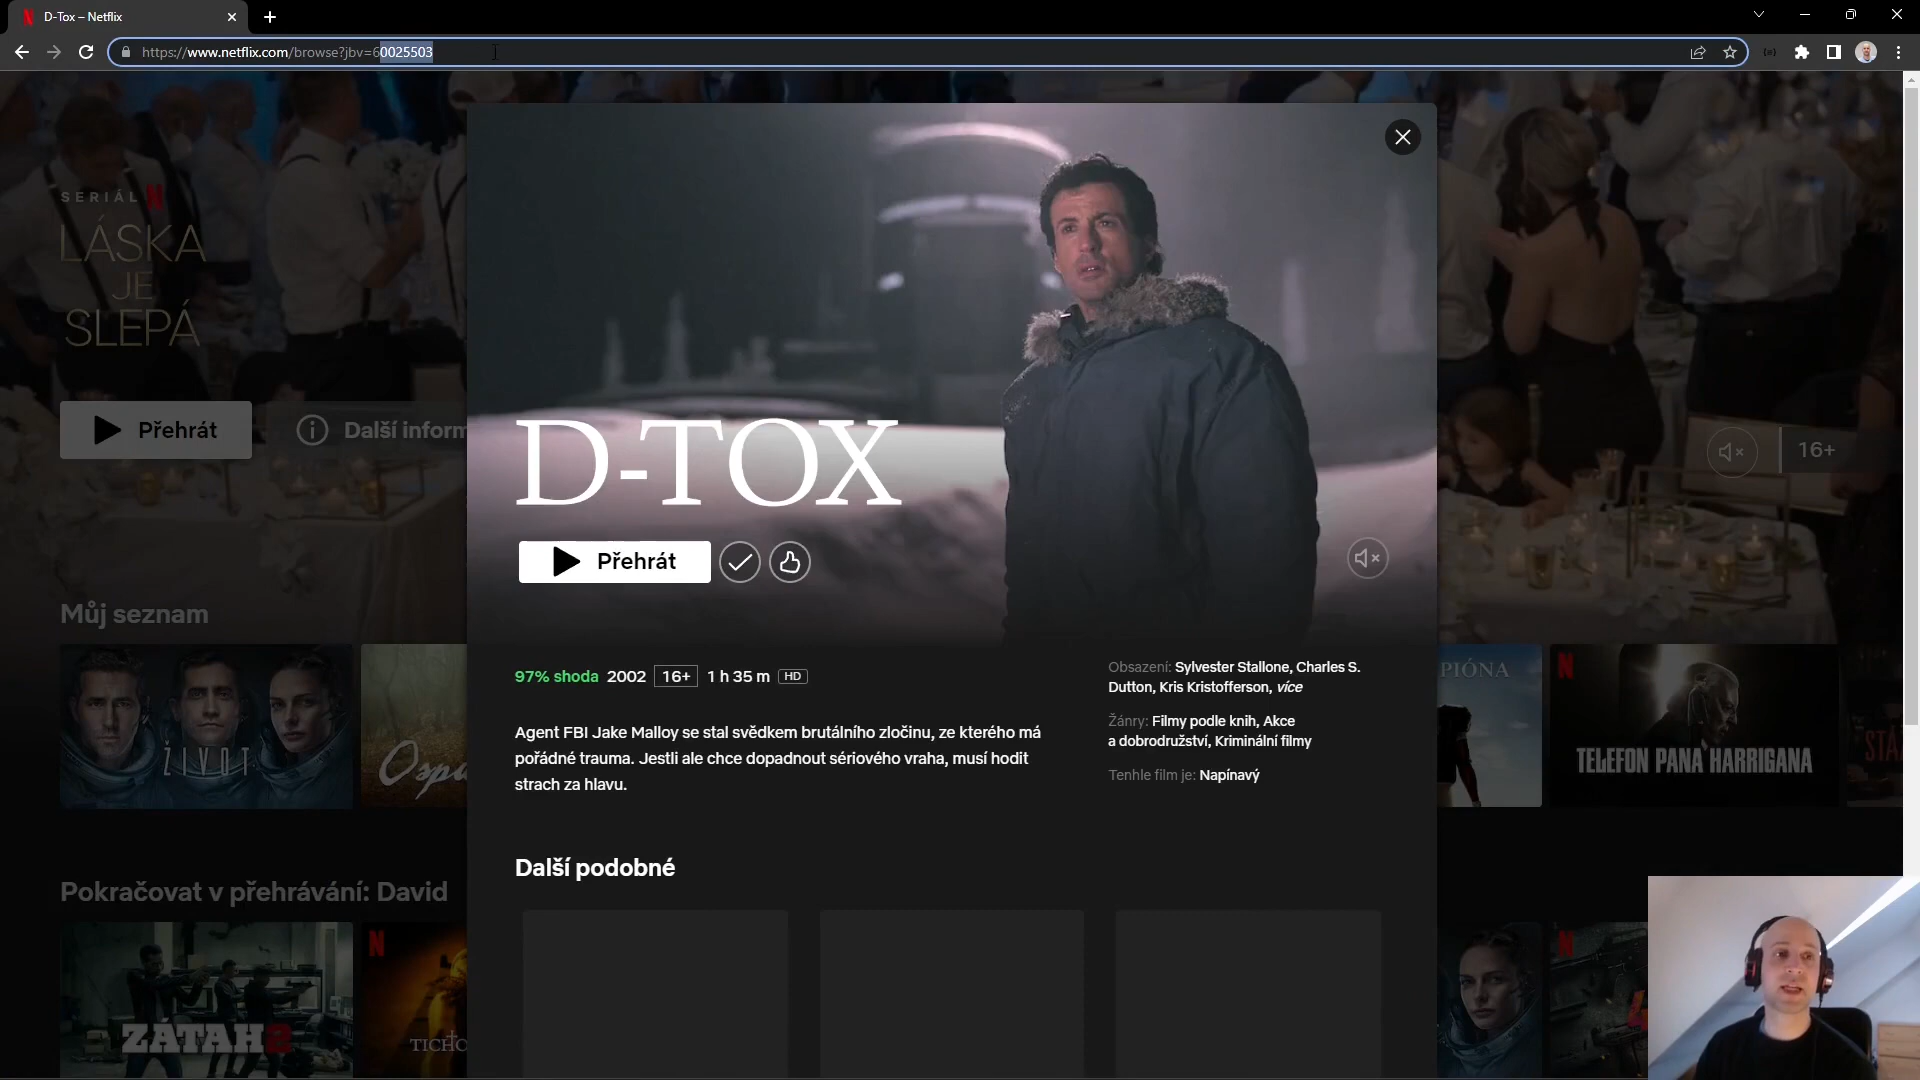 D-Tox – Netflix
https://www.netflix.com/browse?jbv=60025503
SERIÁL
LÁSKA
JE
SLEPÁ
Přehrát
Další inform
16+
D-TOX
Přehrát
Můj seznam
97% shoda 2002 16+ 1 h 35 m HD
Obsazení: Sylvester Stallone, Charles S.
Dutton, Kris Kristofferson, více
Agent FBI Jake Malloy se stal svědkem brutálního zločinu, ze kterého má
pořádné trauma. Jestli ale chce dopadnout sériového vraha, musí hodit
strach za hlavu.
Žánry: Filmy podle knih, Akce
a dobrodružství, Kriminální filmy
Tenhle film je: Napínavý
ŽIVOT
Ospu
PIÓNA
TELEFON PANA HARRIGANA
STÁ
Další podobné
Pokračovat v přehrávání: David
ZÁTAH 2
TICHO